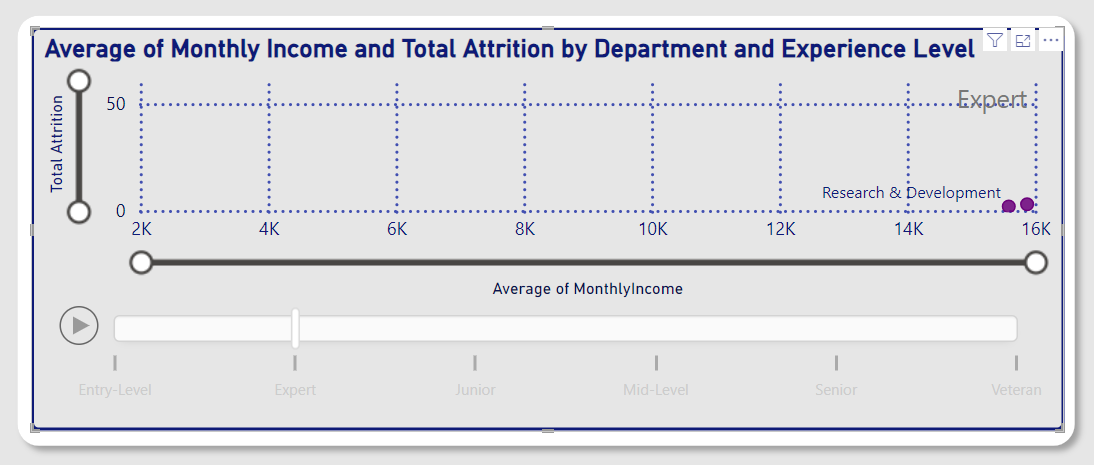 Average of Monthly Income and Total Attrition by Department and Experience Level
Total Attrition
50
0
Expert
Research & Development
2K 4K 6K 8K 10K 12K 14K 16K
Average of MonthlyIncome
Entry-Level Expert Junior Mid-Level Senior Veteran